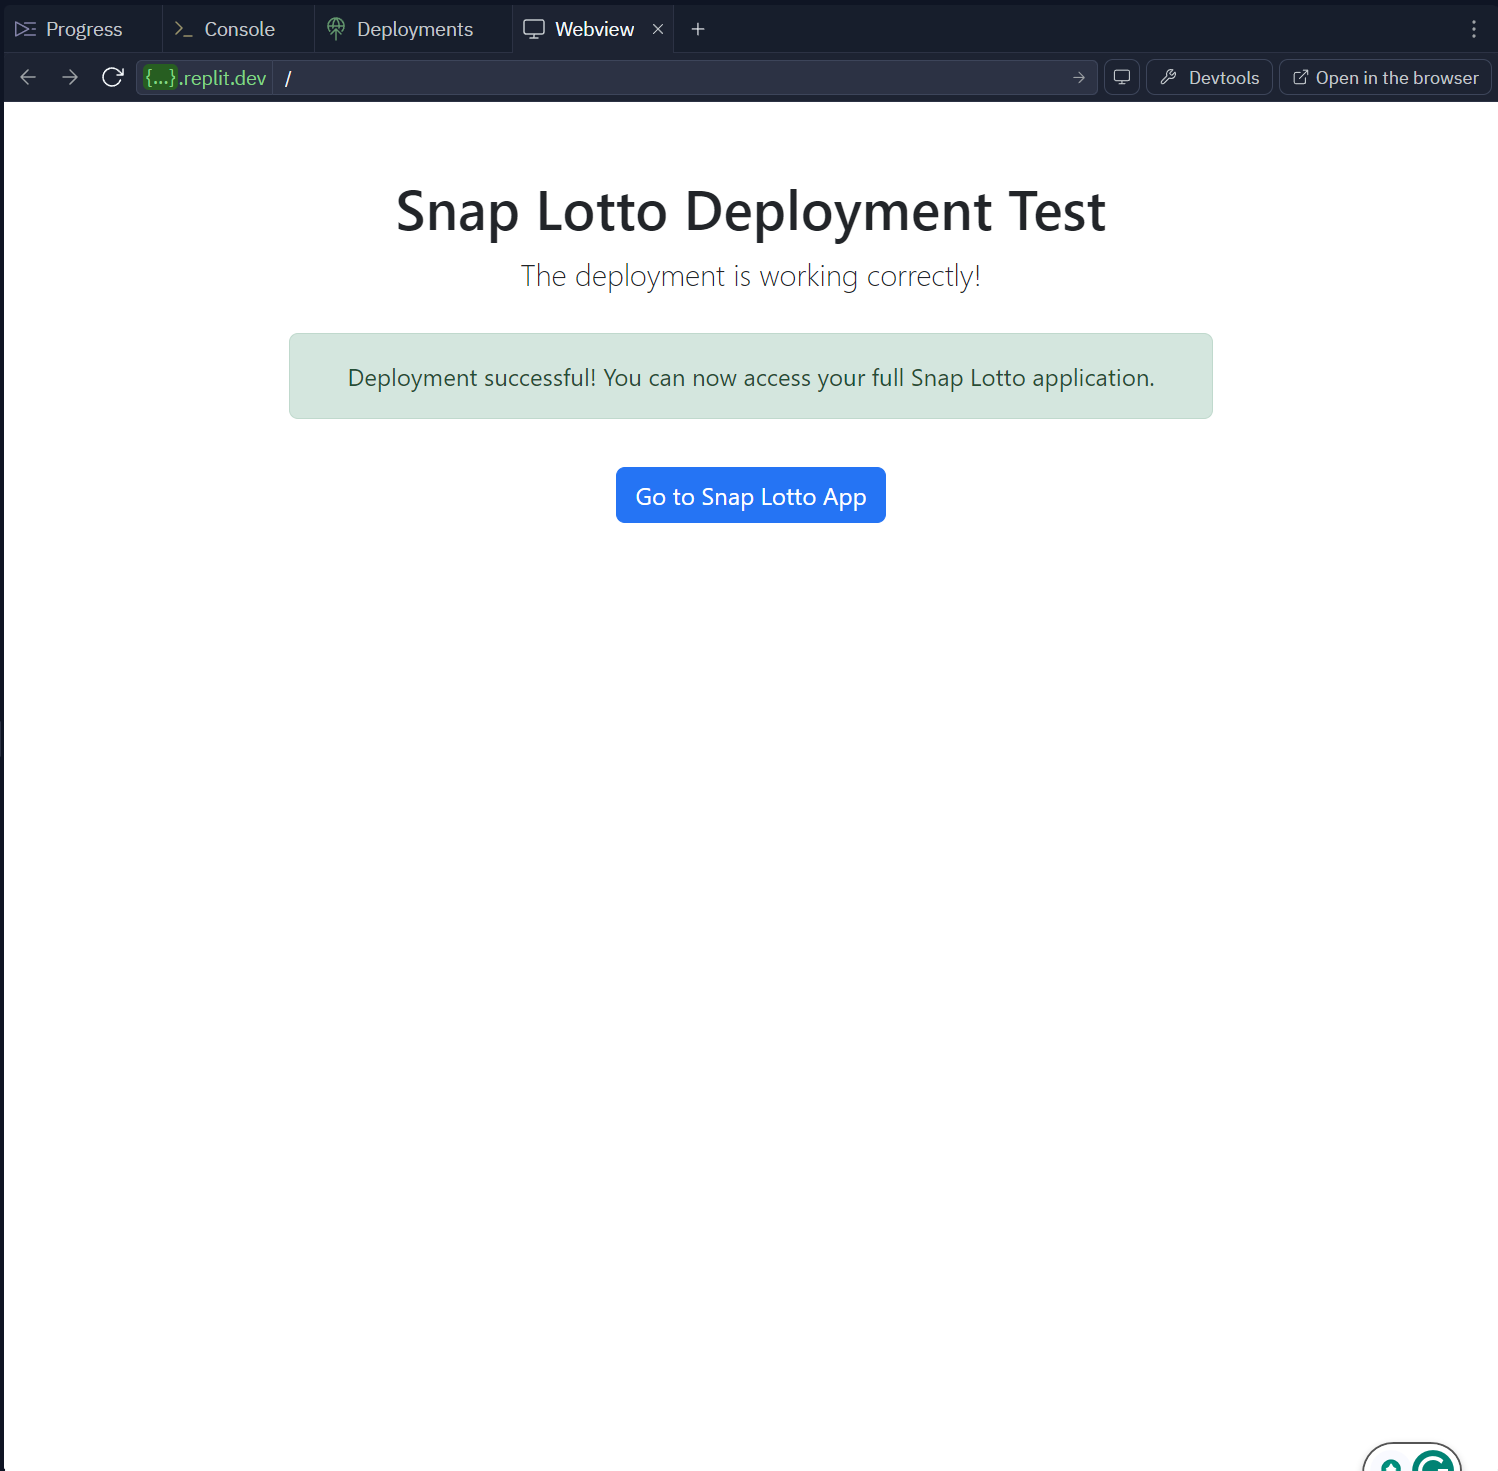 Progress
Console
Deployments
Webview
{...}.replit.dev /
Devtools
Open in the browser
Snap Lotto Deployment Test
The deployment is working correctly!
Deployment successful! You can now access your full Snap Lotto application.
Go to Snap Lotto App